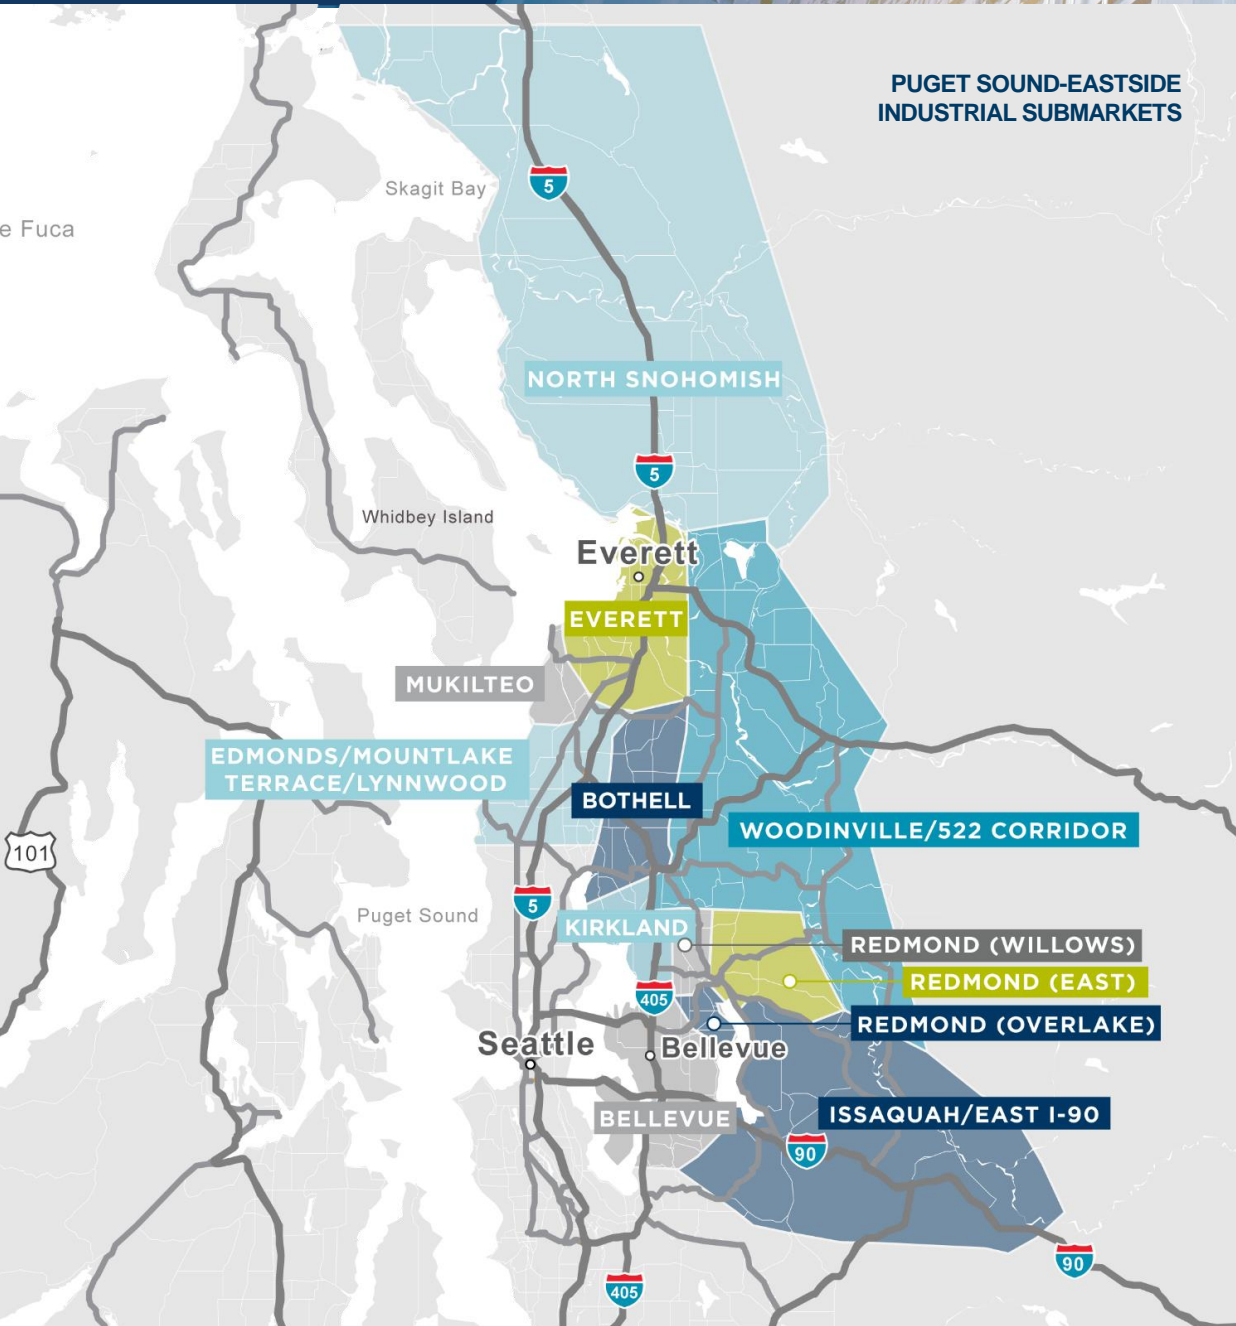 PUGET SOUND-EASTSIDE
INDUSTRIAL SUBMARKETS
Skagit Bay
5
e Fuca
NORTH SNOHOMISH
5
Whidbey Island
Everett
EVERETT
MUKILTEO
EDMONDS/MOUNTLAKE
TERRACE/LYNNWOOD
BOTHELL
WOODINVILLE/522 CORRIDOR
101
5
Puget Sound
KIRKLAND
REDMOND (WILLOWS)
REDMOND (EAST)
405
REDMOND (OVERLAKE)
Seattle
Bellevue
BELLEVUE
ISSAQUAH/EAST I-90
90
90
405